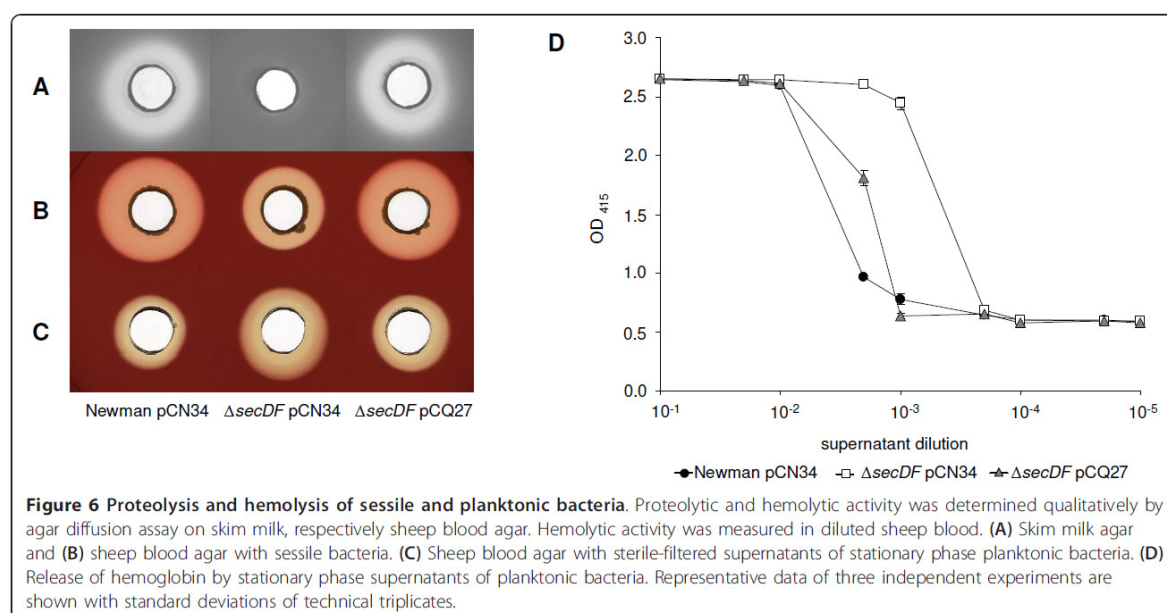 A
B
C
Newman pCN34 ΔsecDF pCN34 ΔsecDF pCQ27
D
3.0
2.5
2.0
1.5
1.0
0.5
0.0
OD 415
10-1 10-2 10-3 10-4 10-5
supernatant dilution
Newman pCN34 ΔsecDF pCN34 ΔsecDF pCQ27
Figure 6 Proteolysis and hemolysis of sessile and planktonic bacteria. Proteolytic and hemolytic activity was determined qualitatively by
agar diffusion assay on skim milk, respectively sheep blood agar. Hemolytic activity was measured in diluted sheep blood. (A) Skim milk agar
and (B) sheep blood agar with sessile bacteria. (C) Sheep blood agar with sterile-filtered supernatants of stationary phase planktonic bacteria. (D)
Release of hemoglobin by stationary phase supernatants of planktonic bacteria. Representative data of three independent experiments are
shown with standard deviations of technical triplicates.